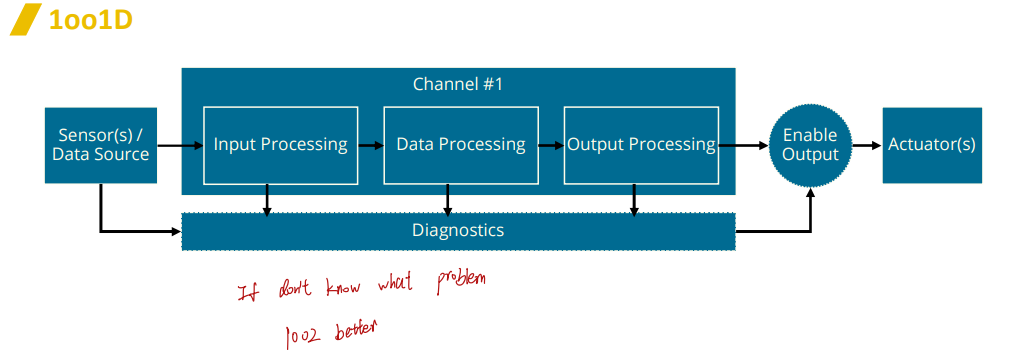 1oo1D
Channel #1
Sensor(s) /
Data Source
Input Processing
Data Processing
Output Processing
Enable
Output
Actuator(s)
Diagnostics
If don't know what problem
1002 better